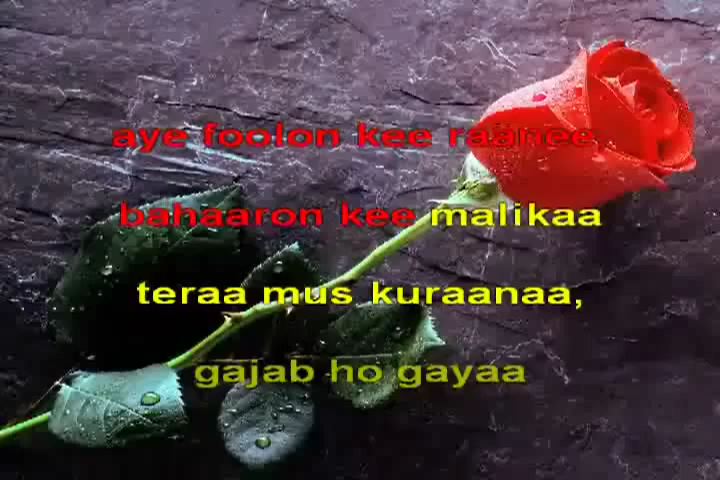 aye foolon kee raanee
bahaaron kee malikaa
teraa mus kuraanaa,
gajab ho gayaa